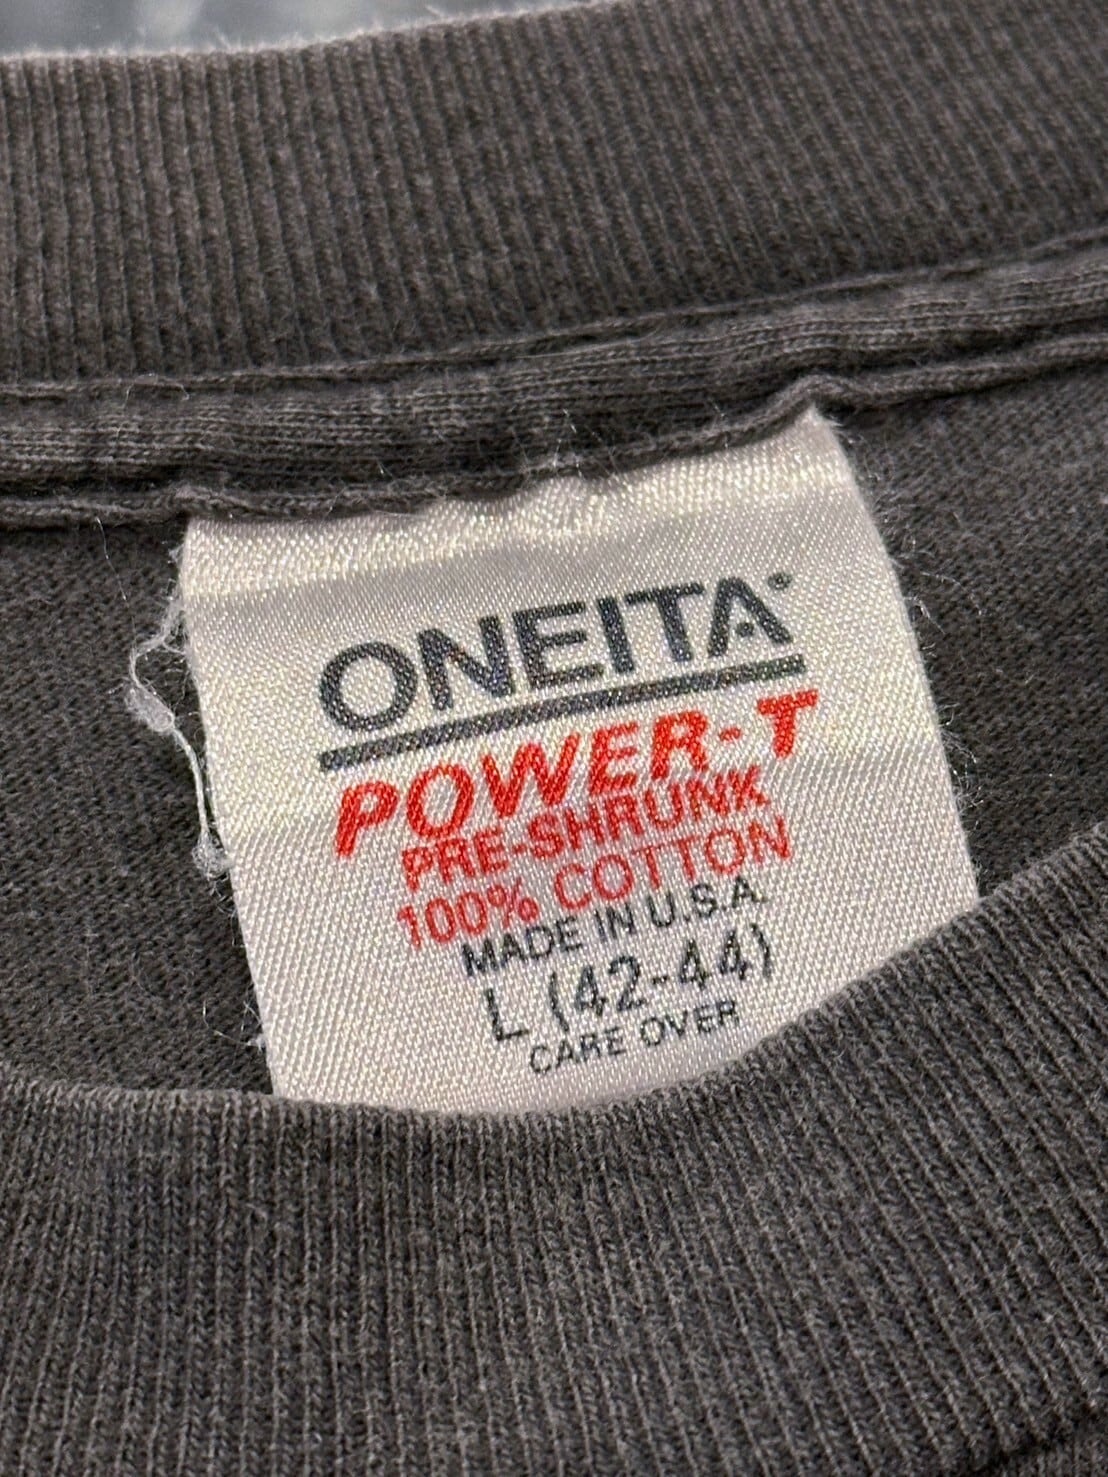 ONEITA
POWER-T
PRE-SHRUNK
100% COTTON
MADE IN U.S.A.
L (42-44)
CARE OVER